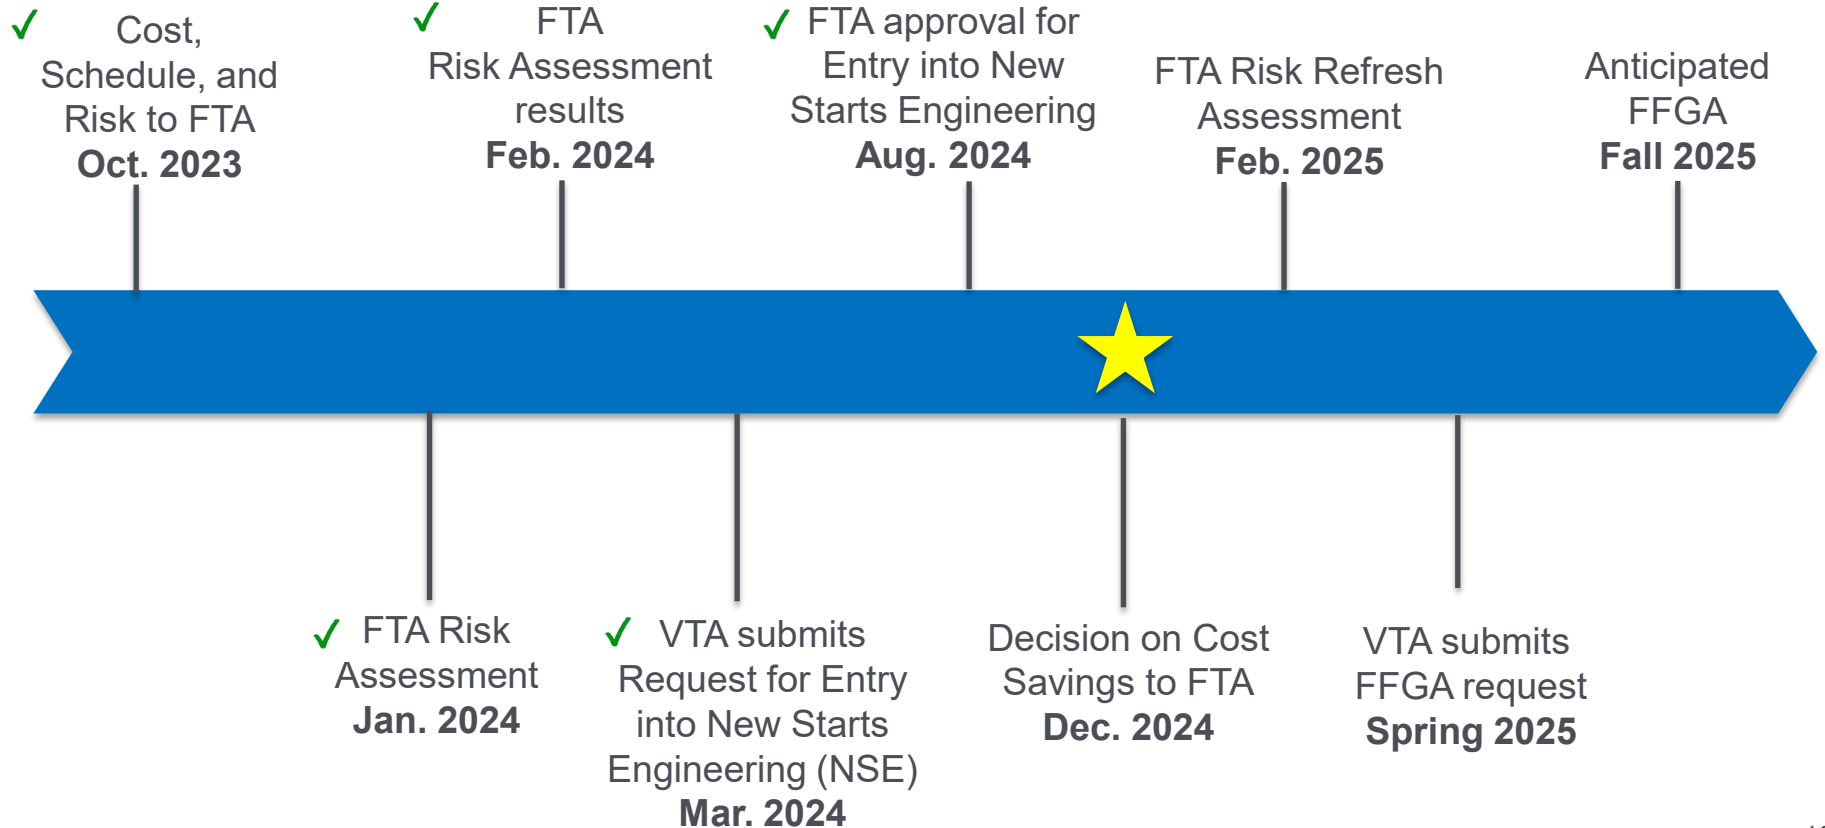 Cost,
Schedule, and
Risk to FTA
Oct. 2023
FTA
Risk Assessment
results
Feb. 2024
FTA approval for
Entry into New
Starts Engineering
Aug. 2024
FTA Risk Refresh
Assessment
Feb. 2025
Anticipated
FFGA
Fall 2025
FTA Risk
Assessment
Jan. 2024
VTA submits
Request for Entry
into New Starts
Engineering (NSE)
Mar. 2024
Decision on Cost
Savings to FTA
Dec. 2024
VTA submits
FFGA request
Spring 2025